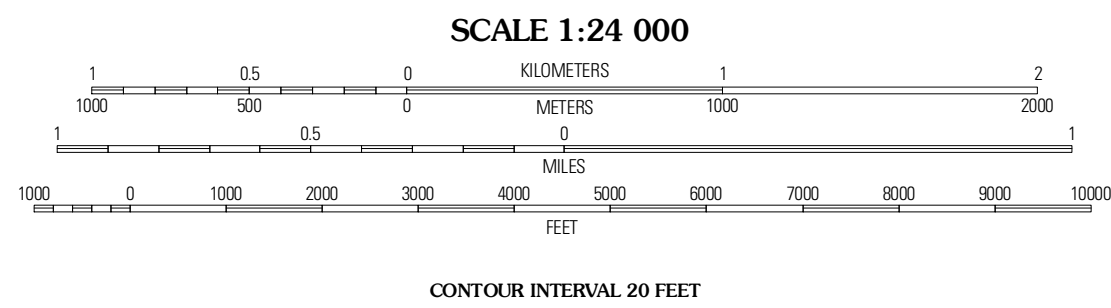 SCALE 1:24 000
1 0.5 0 KILOMETERS 1 2
1000 500 0 METERS 1000 2000
1 0.5 0 1
MILES
1000 0 1000 2000 3000 4000 5000 6000 7000 8000 9000 10000
FEET
CONTOUR INTERVAL 20 FEET